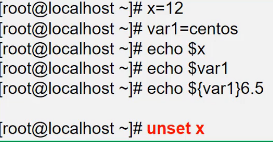 [root@localhost ~]# x=12
[root@localhost ~]# var1=centos
[root@localhost ~]# echo $x
[root@localhost ~]# echo $var1
[root@localhost ~]# echo ${var1}6.5
[root@localhost ~]# unset x